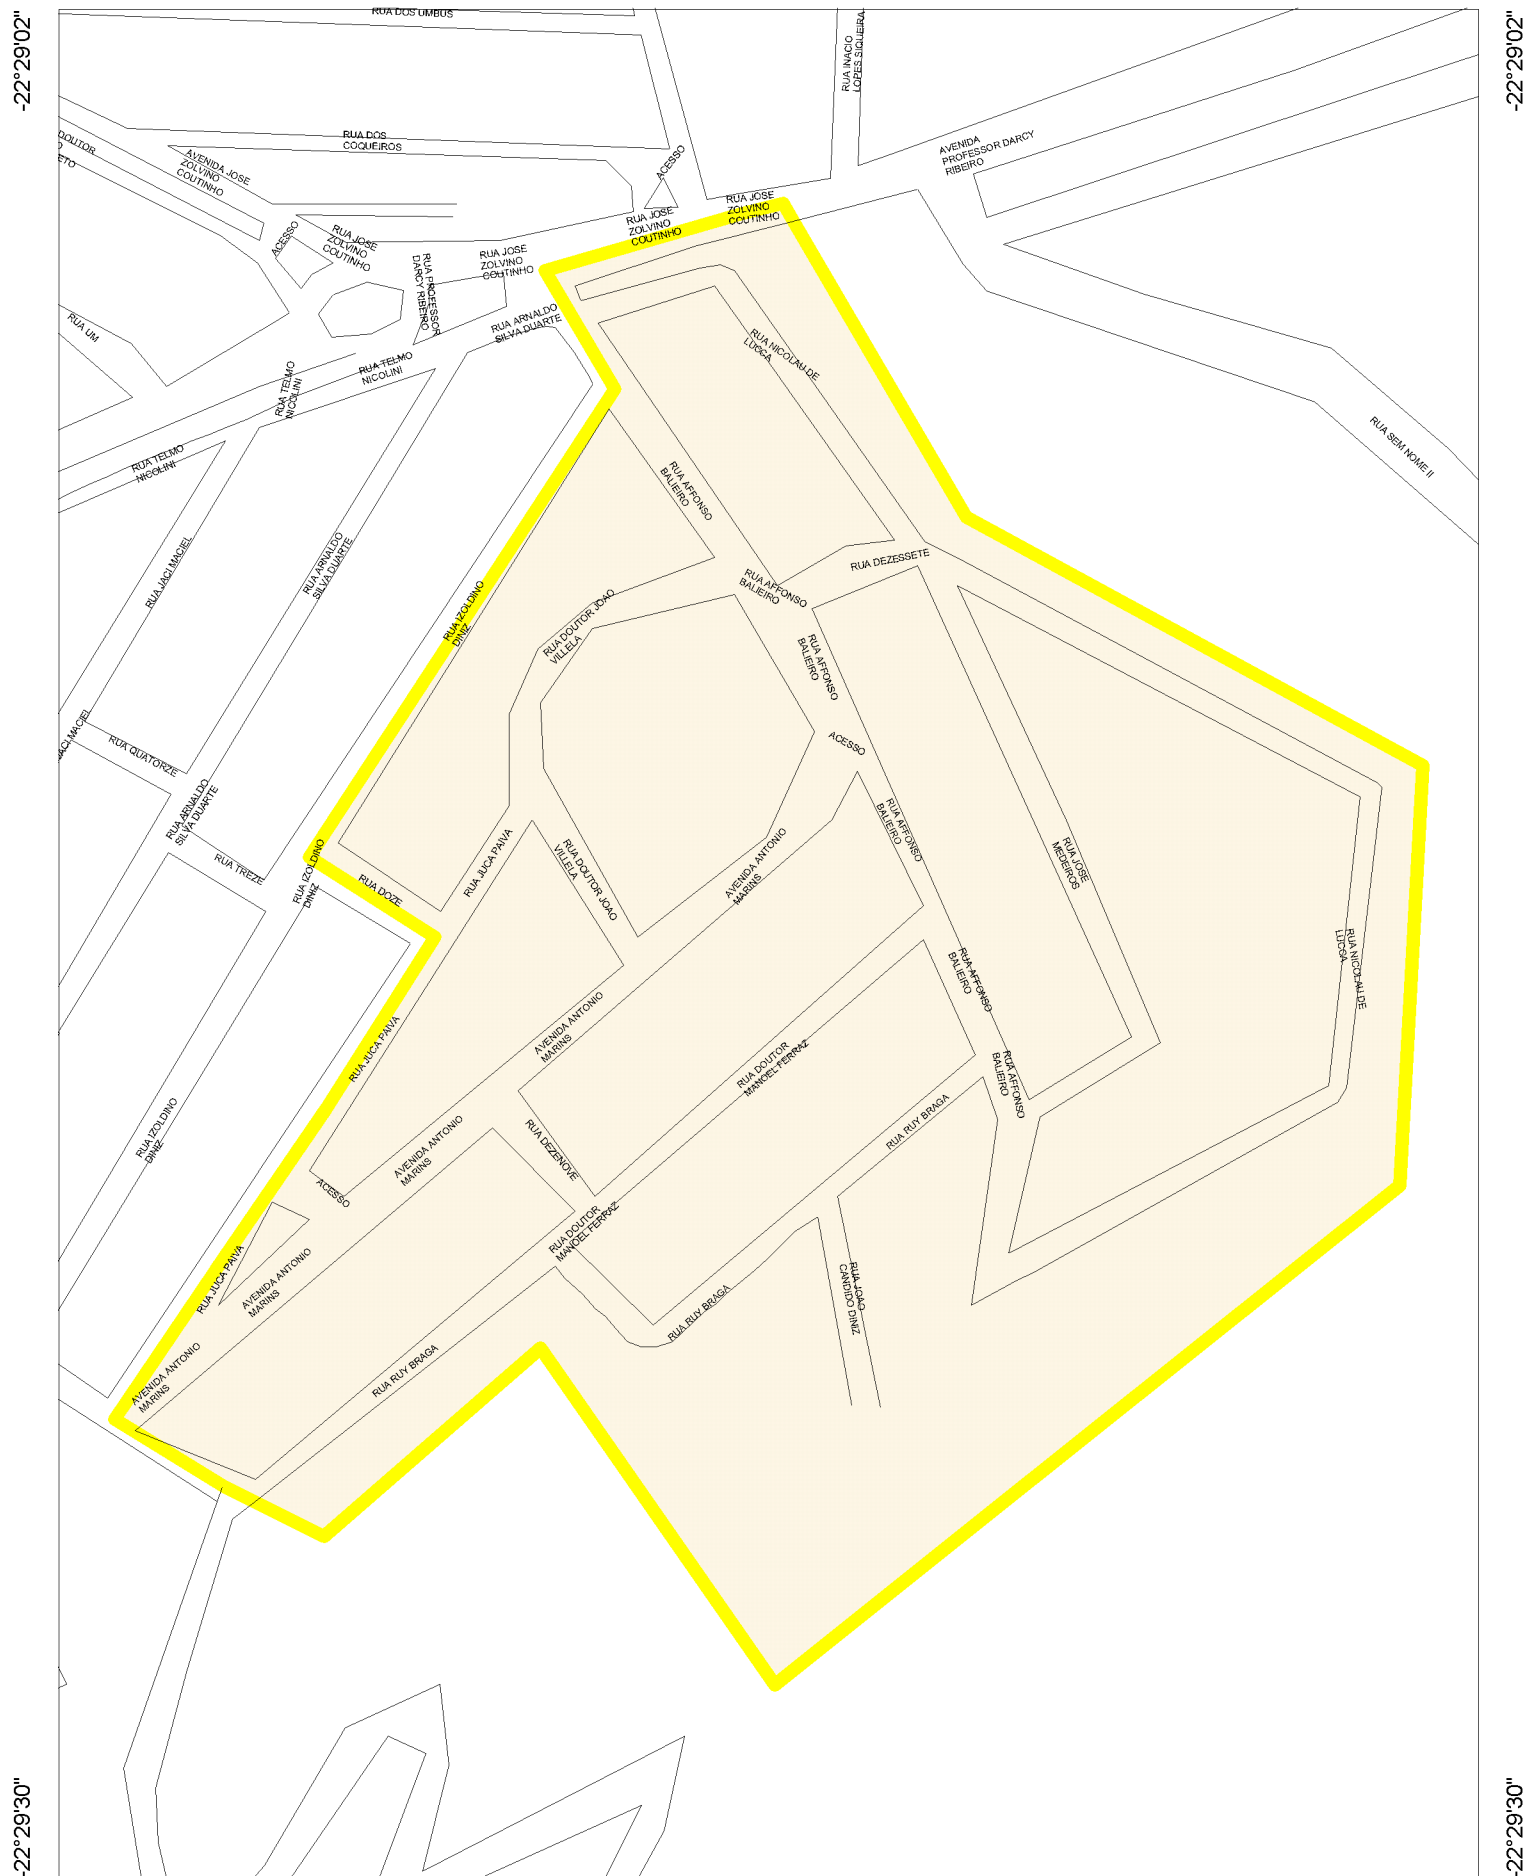 -22°29'02"
-22°29'02"
RUA DOS UMBUS
RUA INACIO
LOPES SIQUEIRA
DOUTOR
ETO
RUA DOS
COQUEIROS
AVENIDA JOSE
ZOLVINO
COUTINHO
ACESSO
AVENIDA
PROFESSOR DARCY
RIBEIRO
RUA JOSE
ZOLVINO
COUTINHO
RUA JOSE
ZOLVINO
COUTINHO
ACESSO
RUA JOSE
ZOLVINO
COUTINHO
RUA JOSE
ZOLVINO
COUTINHO
RUA PROFESSOR
DARCY RIBEIRO
RUA ARNALDO
SILVA DUARTE
RUA UM
RUA TELMO
NICOLINI
RUA TELMO
NICOLINI
RUA TELMO
NICOLINI
RUA NICOLAU DE
LUCCA
RUA SEM NOME II
RUA AFFONSO
BALIEIRO
RUA JACI MACIEL
RUA ARNALDO
SILVA DUARTE
RUA IZOLDINO
DINIZ
RUA DEZESSETE
RUA AFFONSO
BALIEIRO
RUA DOUTOR JOAO
VILLELA
RUA AFFONSO
BALIEIRO
JACI MACIEL
RUA QUATORZE
ACESSO
RUA ARNALDO
SILVA DUARTE
RUA TREZE
RUA IZOLDINO
DINIZ
RUA DOZE
RUA JUCA PAIVA
RUA DOUTOR JOAO
VILLELA
AVENIDA ANTONIO
MARINS
RUA AFFONSO
BALIEIRO
RUA JOSE
MEDEIROS
RUA NICOLAU DE
LUCCA
RUA AFFONSO
BALIEIRO
RUA JUCA PAIVA
AVENIDA ANTONIO
MARINS
RUA DOUTOR
MANOEL FERRAZ
RUA AFFONSO
BALIEIRO
RUA IZOLDINO
DINIZ
AVENIDA ANTONIO
MARINS
RUA DEZENOVE
RUA RUY BRAGA
ACESSO
RUA DOUTOR
MANOEL FERRAZ
RUA JUCA PAIVA
AVENIDA ANTONIO
MARINS
RUA JOAO
CANDIDO DINIZ
RUA RUY BRAGA
AVENIDA ANTONIO
MARINS
RUA RUY BRAGA
-22°29'30"
-22°29'30"